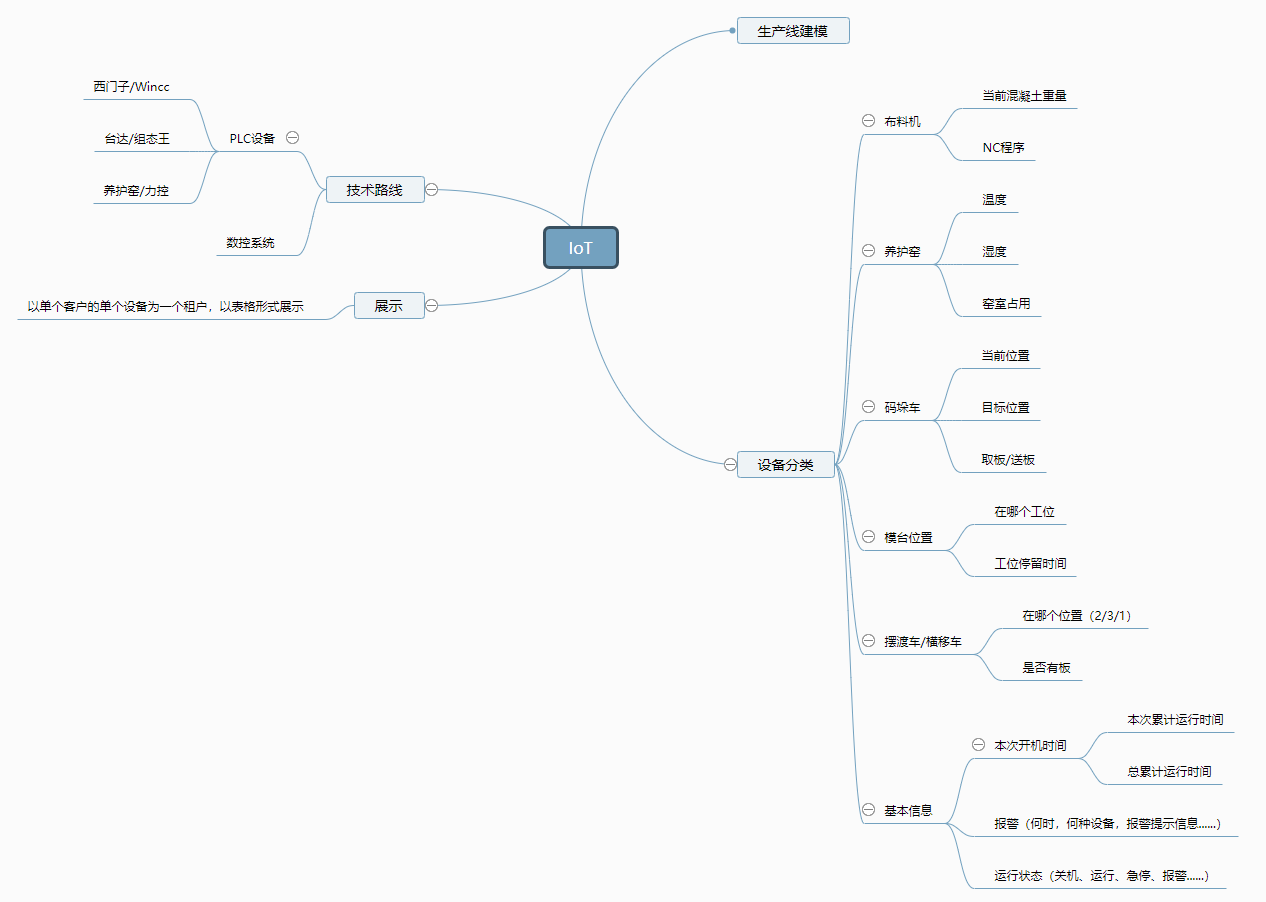 IoT
生产线建模
设备分类
布料机
当前混凝土重量
NC程序
养护窑
温度
湿度
窑室占用
码垛车
当前位置
目标位置
取板/送板
模台位置
在哪个工位
工位停留时间
摆渡车/横移车
在哪个位置（2/3/1）
是否有板
基本信息
本次开机时间
本次累计运行时间
总累计运行时间
报警（何时，何种设备，报警提示信息......）
运行状态（关机、运行、急停、报警......）
技术路线
PLC设备
西门子/Wincc
台达/组态王
养护窑/力控
数控系统
展示
以单个客户的单个设备为一个租户，以表格形式展示